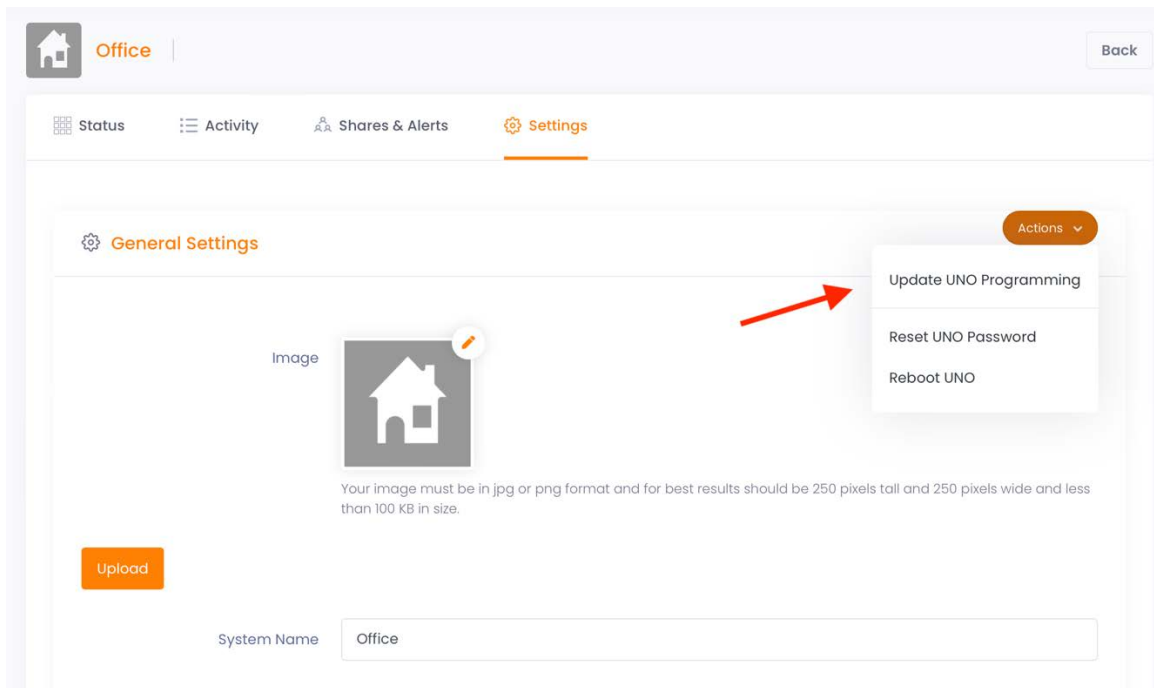 Office
Back
Status
Activity
Shares & Alerts
Settings
General Settings
Actions
Update UNO Programming
Reset UNO Password
Reboot UNO
Image
Your image must be in jpg or png format and for best results should be 250 pixels tall and 250 pixels wide and less
than 100 KB in size.
Upload
System Name
Office